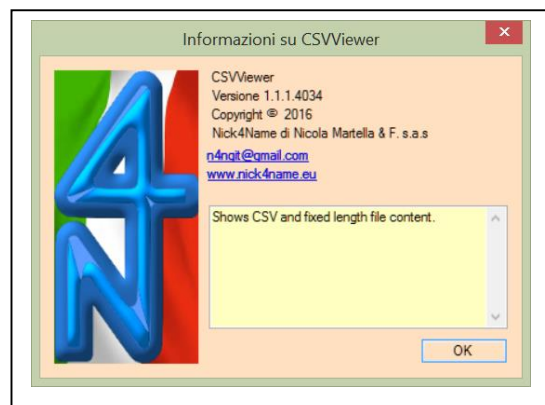 Informazioni su CSVViewer
CSVViewer
Versione 1.1.1.4034
Copyright © 2016
Nick4Name di Nicola Martella & F. s.a.s
n4ngit@gmail.com
www.nick4name.eu
Shows CSV and fixed length file content.
OK
4N